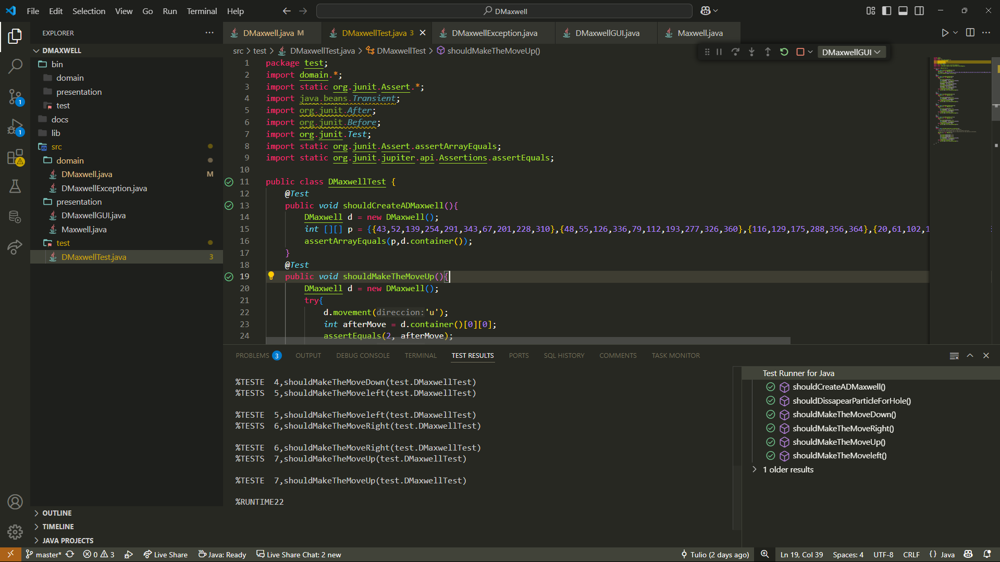 File Edit Selection View Go Run Terminal Help
DMaxwell
EXPLORER
DMAXWELL
bin
domain
presentation
test
docs
lib
src
domain
DMaxwell.java M
DMaxwellException.java
presentation
DMaxwellGUI.java
Maxwell.java
test
DMaxwellTest.java 3
OUTLINE
TIMELINE
JAVA PROJECTS
1
1
DMaxwell.java M
DMaxwellTest.java 3
DMaxwellException.java
DMaxwellGUI.java
Maxwell.java
src > test > DMaxwellTest.java > DMaxwellTest > shouldMakeTheMoveUp()
DMaxwellGUI
1 package test;
2 import domain.*;
3 import static org.junit.Assert.*;
4 import java.beans.Transient;
5 import org.junit.After;
6 import org.junit.Before;
7 import org.junit.Test;
8 import static org.junit.Assert.assertArrayEquals;
9 import static org.junit.jupiter.api.Assertions.assertEquals;
10
11 public class DMaxwellTest {
12 @Test
13 public void shouldCreateADMaxwell(){
14 DMaxwell d = new DMaxwell();
15 int [][] p = {{43,52,139,254,291,343,67,201,228,310},{48,55,126,336,79,112,193,277,326,360},{116,129,175,288,356,364},{20,61,102,1
16 assertArrayEquals(p,d.container());
17 }
18 @Test
19 public void shouldMakeTheMoveUp(){
20 DMaxwell d = new DMaxwell();
21 try{
22 d.movement(direccion:'u');
23 int afterMove = d.container()[0][0];
24 assertEquals(2, afterMove);
PROBLEMS 3 OUTPUT DEBUG CONSOLE TERMINAL TEST RESULTS PORTS SQL HISTORY COMMENTS TASK MONITOR
%TESTE 4,shouldMakeTheMoveDown(test.DMaxwellTest)
%TESTS 5,shouldMakeTheMoveleft(test.DMaxwellTest)
%TESTE 5,shouldMakeTheMoveleft(test.DMaxwellTest)
%TESTS 6,shouldMakeTheMoveRight(test.DMaxwellTest)
%TESTE 6,shouldMakeTheMoveRight(test.DMaxwellTest)
%TESTS 7,shouldMakeTheMoveUp(test.DMaxwellTest)
%TESTE 7,shouldMakeTheMoveUp(test.DMaxwellTest)
%RUNTIME22
Test Runner for Java
shouldCreateADMaxwell()
shouldDissapearParticleForHole()
shouldMakeTheMoveDown()
shouldMakeTheMoveRight()
shouldMakeTheMoveUp()
shouldMakeTheMoveleft()
1 older results
master* 0 3 Live Share Java: Ready Live Share Chat: 2 new Tulio (2 days ago) Ln 19, Col 39 Spaces: 4 UTF-8 CRLF {} Java